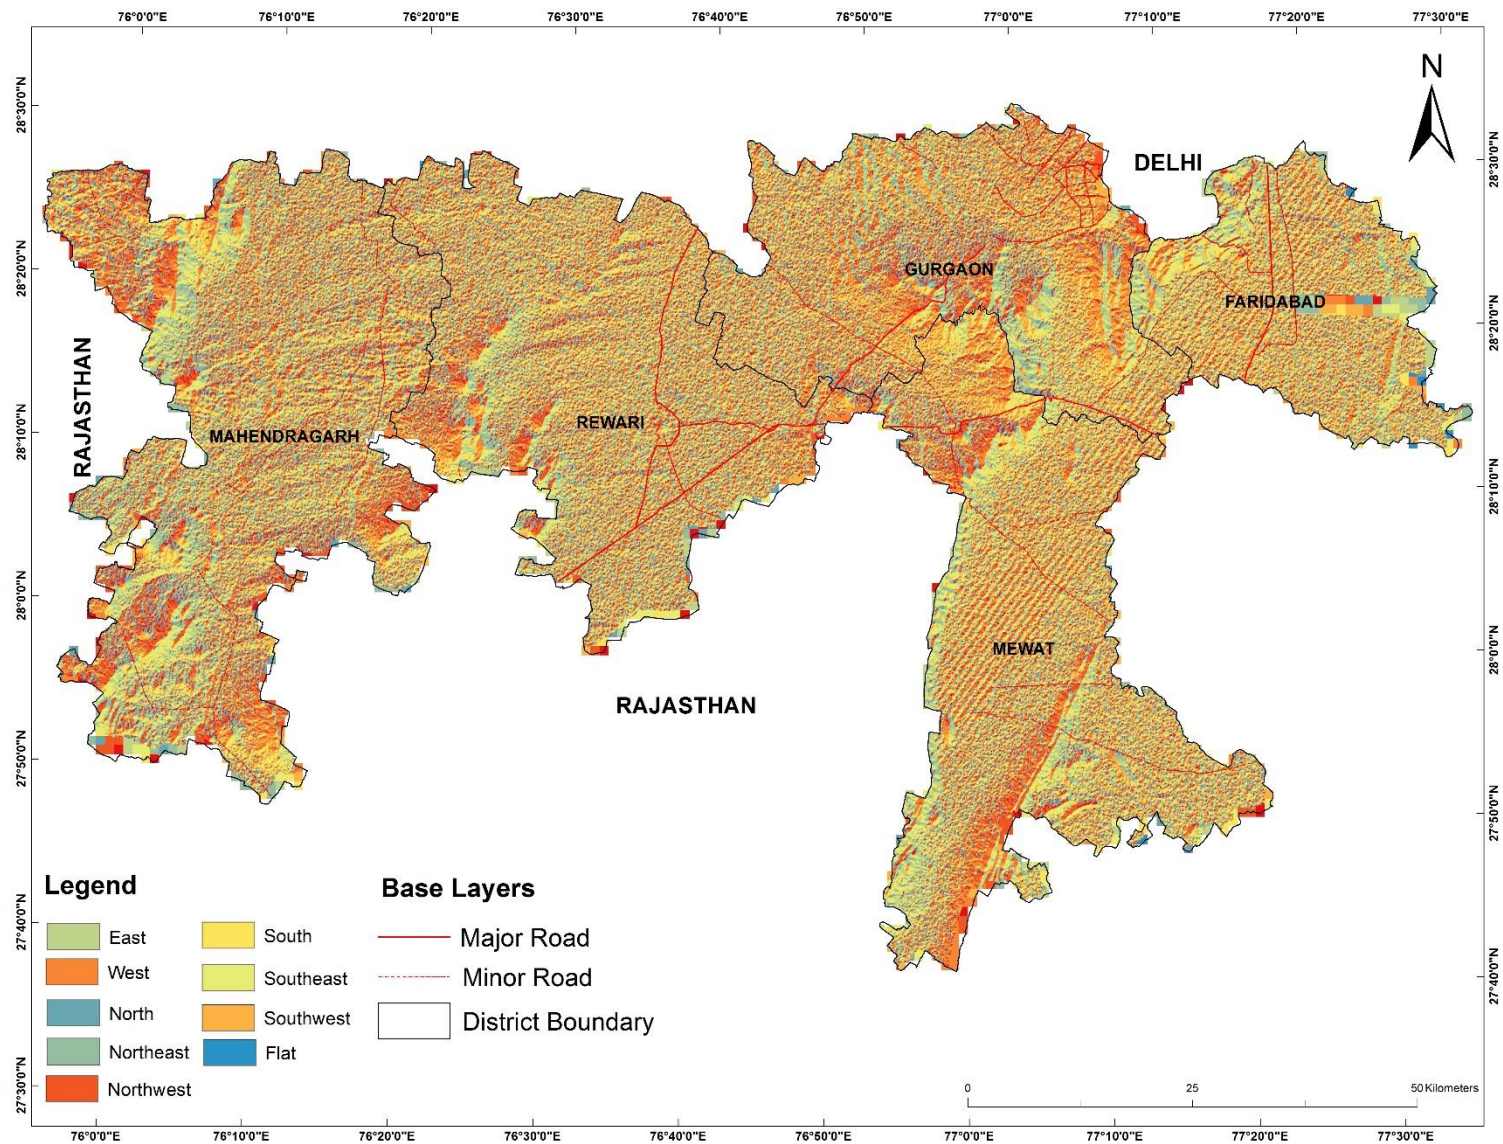 76°0'0"E 76°10'0"E 76°20'0"E 76°30'0"E 76°40'0"E 76°50'0"E 77°0'0"E 77°10'0"E 77°20'0"E 77°30'0"E
N
28°30'0"N
28°30'0"N
DELHI
28°20'0"N
GURGAON
FARIDABAD
28°20'0"N
RAJASTHAN
28°10'0"N
MAHENDRAGARH
REWARI
28°10'0"N
28°0'0"N
MEWAT
28°0'0"N
RAJASTHAN
27°50'0"N
27°50'0"N
Legend
East
West
North
Northeast
Northwest
South
Southeast
Southwest
Flat
Base Layers
Major Road
Minor Road
District Boundary
27°40'0"N
27°40'0"N
27°30'0"N
0 25 50 Kilometers
76°0'0"E 76°10'0"E 76°20'0"E 76°30'0"E 76°40'0"E 76°50'0"E 77°0'0"E 77°10'0"E 77°20'0"E 77°30'0"E